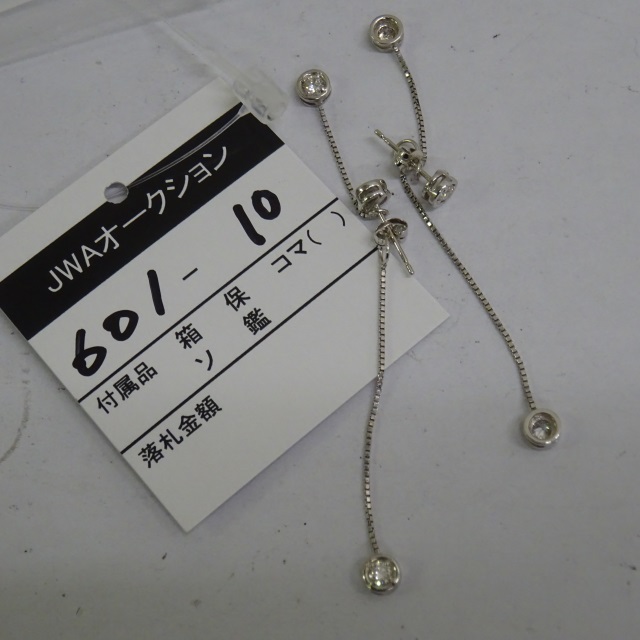 JWAオークション
601-10
付属品 箱 保 コマ( )
ソ 鑑
落札金額